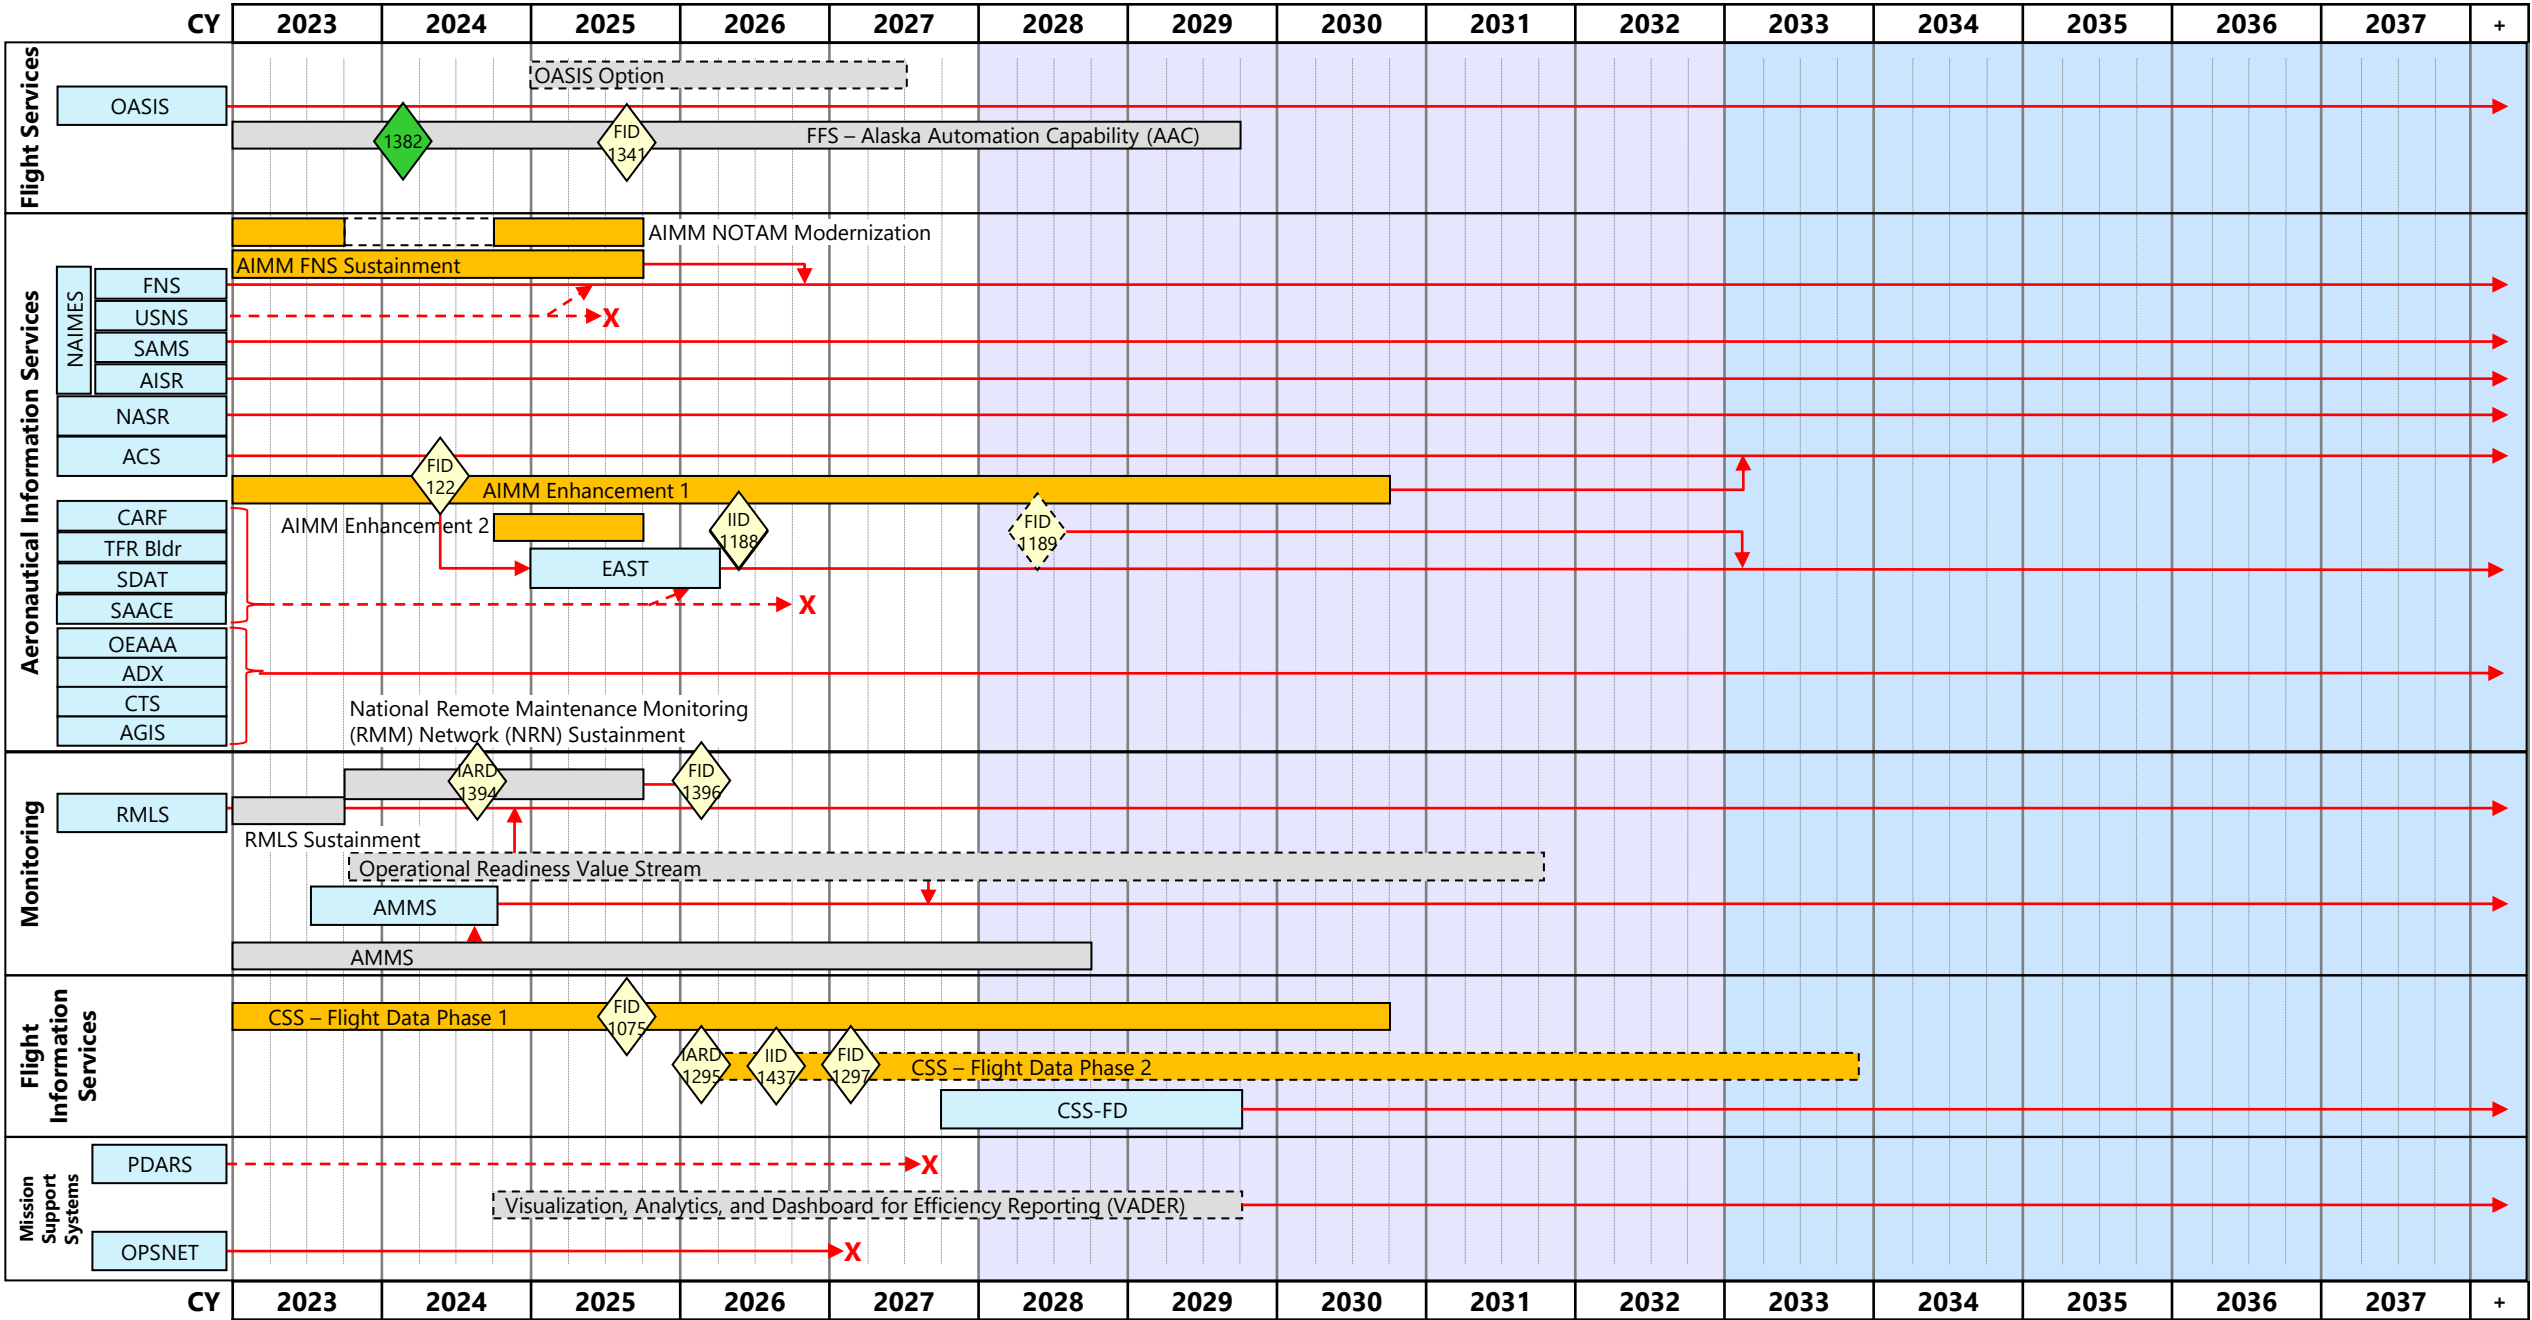 CY 2023 2024 2025 2026 2027 2028 2029 2030 2031 2032 2033 2034 2035 2036 2037 +
Flight Services
OASIS Option
OASIS
1382
FID
1341
FFS – Alaska Automation Capability (AAC)
Aeronautical Information Services
AIMM NOTAM Modernization
AIMM FNS Sustainment
NAIMES
FNS
USNS
X
SAMS
AISR
NASR
ACS
FID
122
AIMM Enhancement 1
CARF
AIMM Enhancement 2
IID
1188
FID
1189
TFR Bldr
EAST
SDAT
SAACE
X
OEAAA
ADX
CTS
AGIS
National Remote Maintenance Monitoring
(RMM) Network (NRN) Sustainment
Monitoring
IARD
1394
FID
1396
RMLS
RMLS Sustainment
Operational Readiness Value Stream
AMMS
AMMS
Flight
Information
Services
CSS – Flight Data Phase 1
FID
1075
IARD
1295
IID
1437
FID
1297
CSS – Flight Data Phase 2
CSS-FD
Mission
Support
Systems
PDARS
X
Visualization, Analytics, and Dashboard for Efficiency Reporting (VADER)
OPSNET
X
CY 2023 2024 2025 2026 2027 2028 2029 2030 2031 2032 2033 2034 2035 2036 2037 +